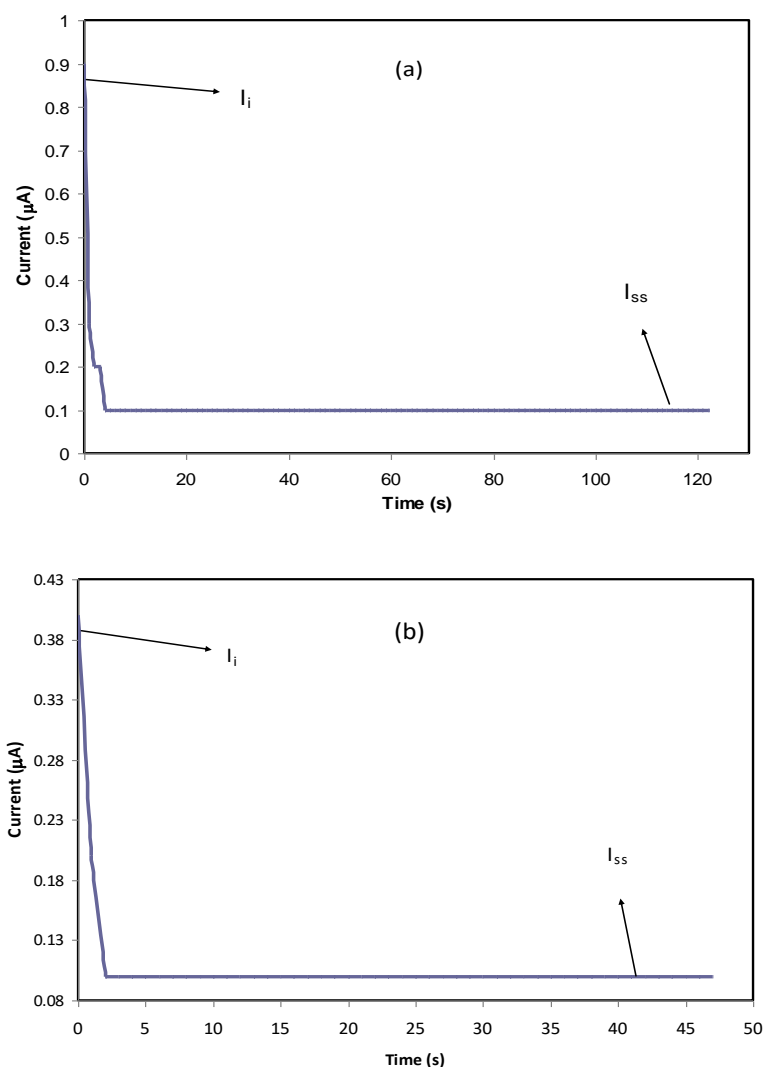 1
(a)
0.9
Ii
0.8
0.7
0.6
Current (µA)
0.5
0.4
Iss
0.3
0.2
0.1
0
0 20 40 60 80 100 120
Time (s)
0.43
(b)
0.38
Ii
0.33
0.28
Current (µA)
0.23
Iss
0.18
0.13
0.08
0 5 10 15 20 25 30 35 40 45 50
Time (s)